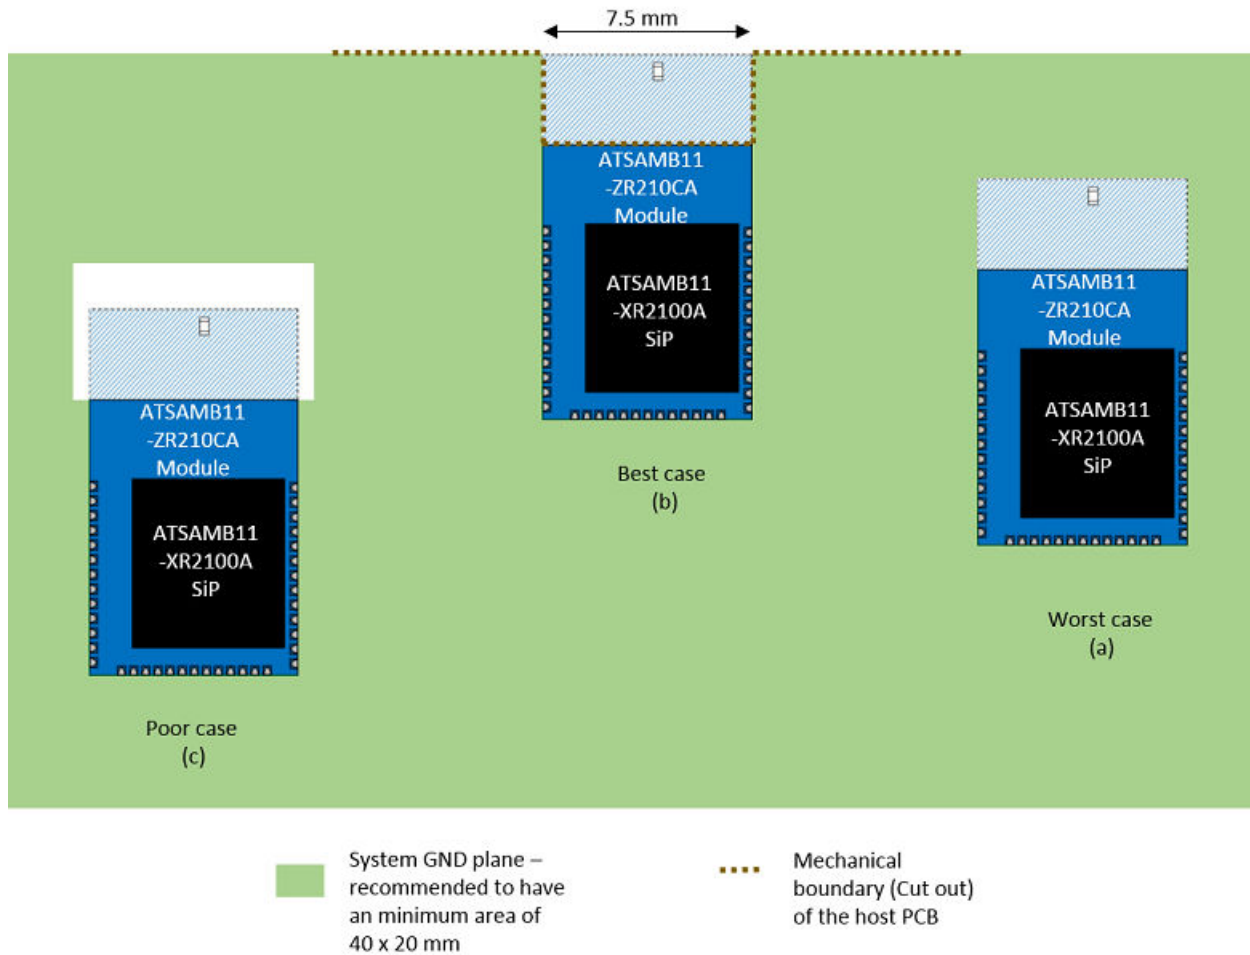 7.5 mm
ATSAMB11
-ZR210CA
Module
ATSAMB11
-XR2100A
SiP
Best case
(b)
ATSAMB11
-ZR210CA
Module
ATSAMB11
-XR2100A
SiP
Worst case
(a)
ATSAMB11
-ZR210CA
Module
ATSAMB11
-XR2100A
SiP
Poor case
(c)
System GND plane –
recommended to have
an minimum area of
40 x 20 mm
Mechanical
boundary (Cut out)
of the host PCB